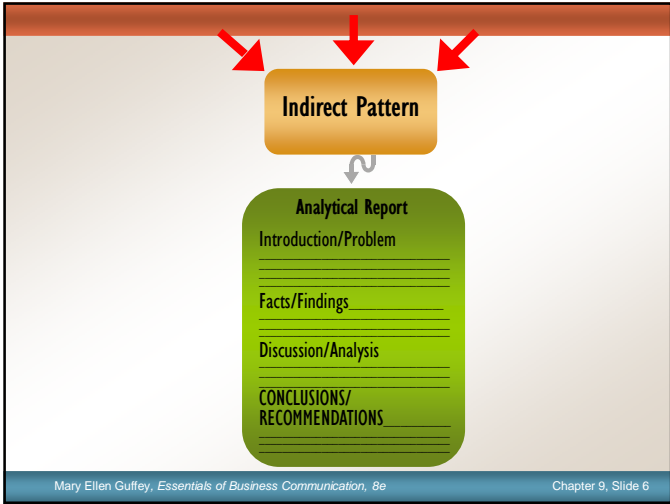 Indirect Pattern
Analytical Report
Introduction/Problem
Facts/Findings
Discussion/Analysis
CONCLUSIONS/
RECOMMENDATIONS
Mary Ellen Guffey, Essentials of Business Communication, 8e
Chapter 9, Slide 6